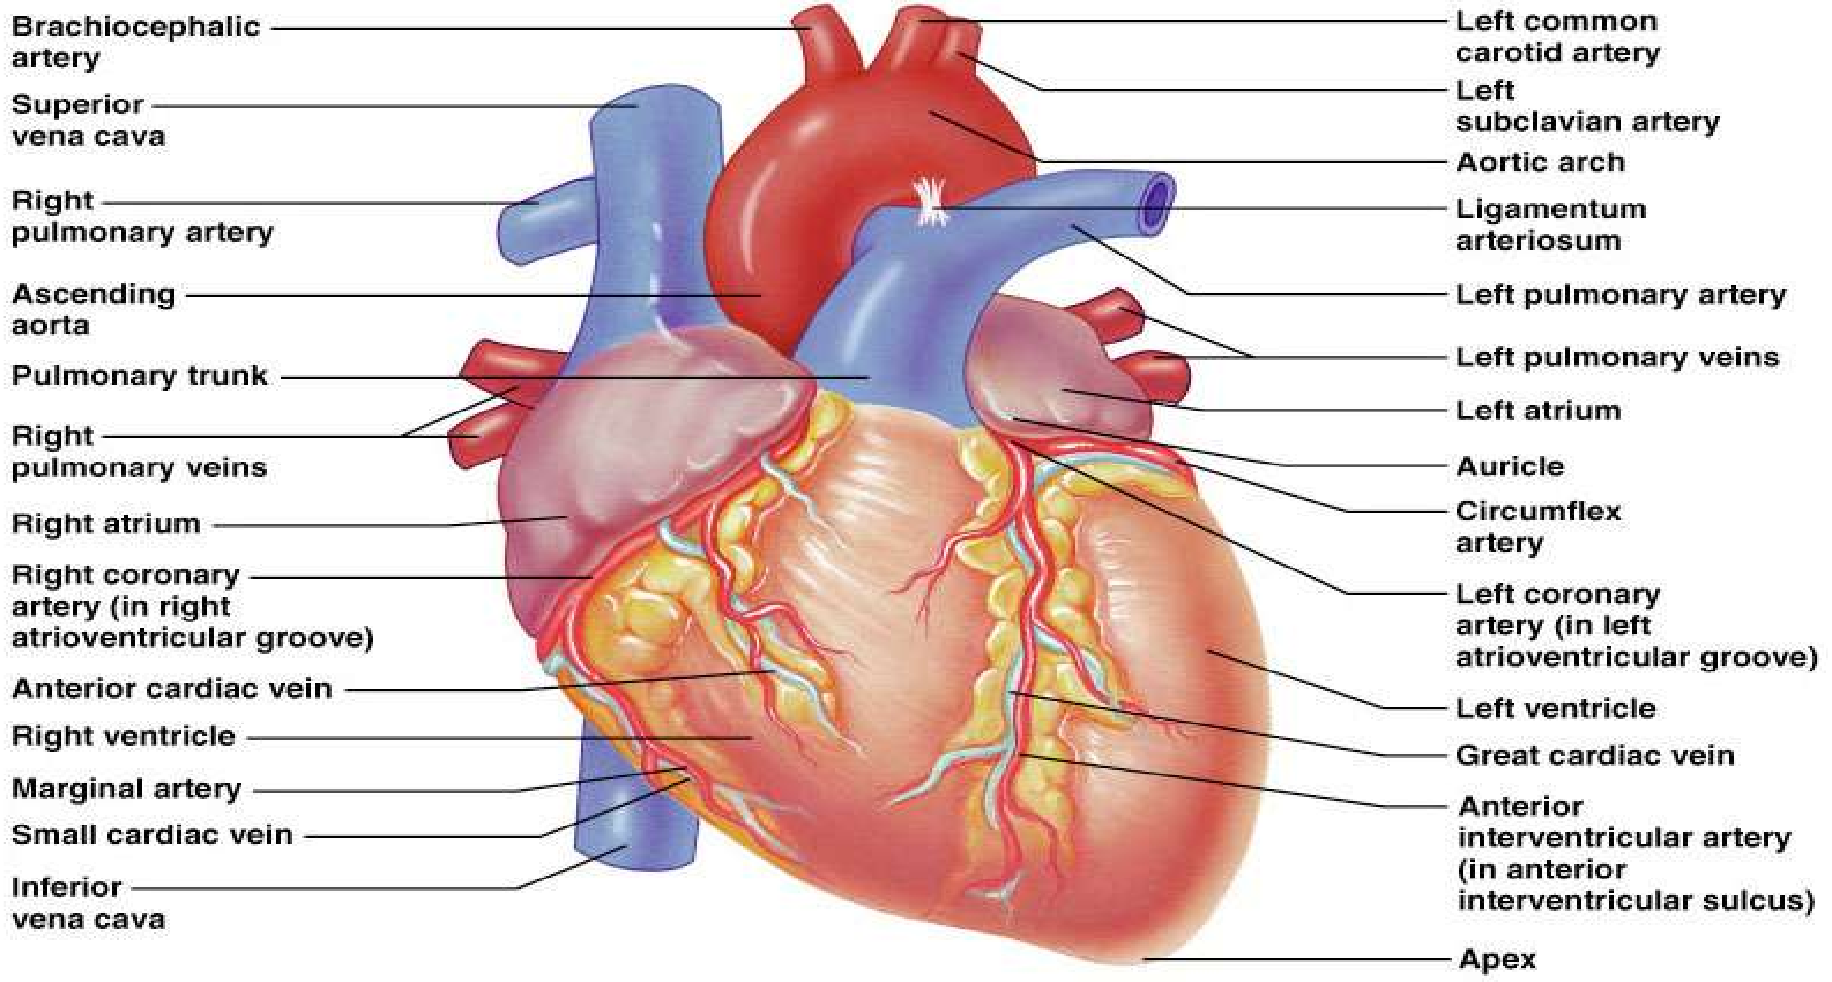 Brachiocephalic
artery
Superior
vena cava
Right
pulmonary artery
Ascending
aorta
Pulmonary trunk
Right
pulmonary veins
Right atrium
Right coronary
artery (in right
atrioventricular groove)
Anterior cardiac vein
Right ventricle
Marginal artery
Small cardiac vein
Inferior
vena cava
Left common
carotid artery
Left
subclavian artery
Aortic arch
Ligamentum
arteriosum
Left pulmonary artery
Left pulmonary veins
Left atrium
Auricle
Circumflex
artery
Left coronary
artery (in left
atrioventricular groove)
Left ventricle
Great cardiac vein
Anterior
interventricular artery
(in anterior
interventricular sulcus)
Apex